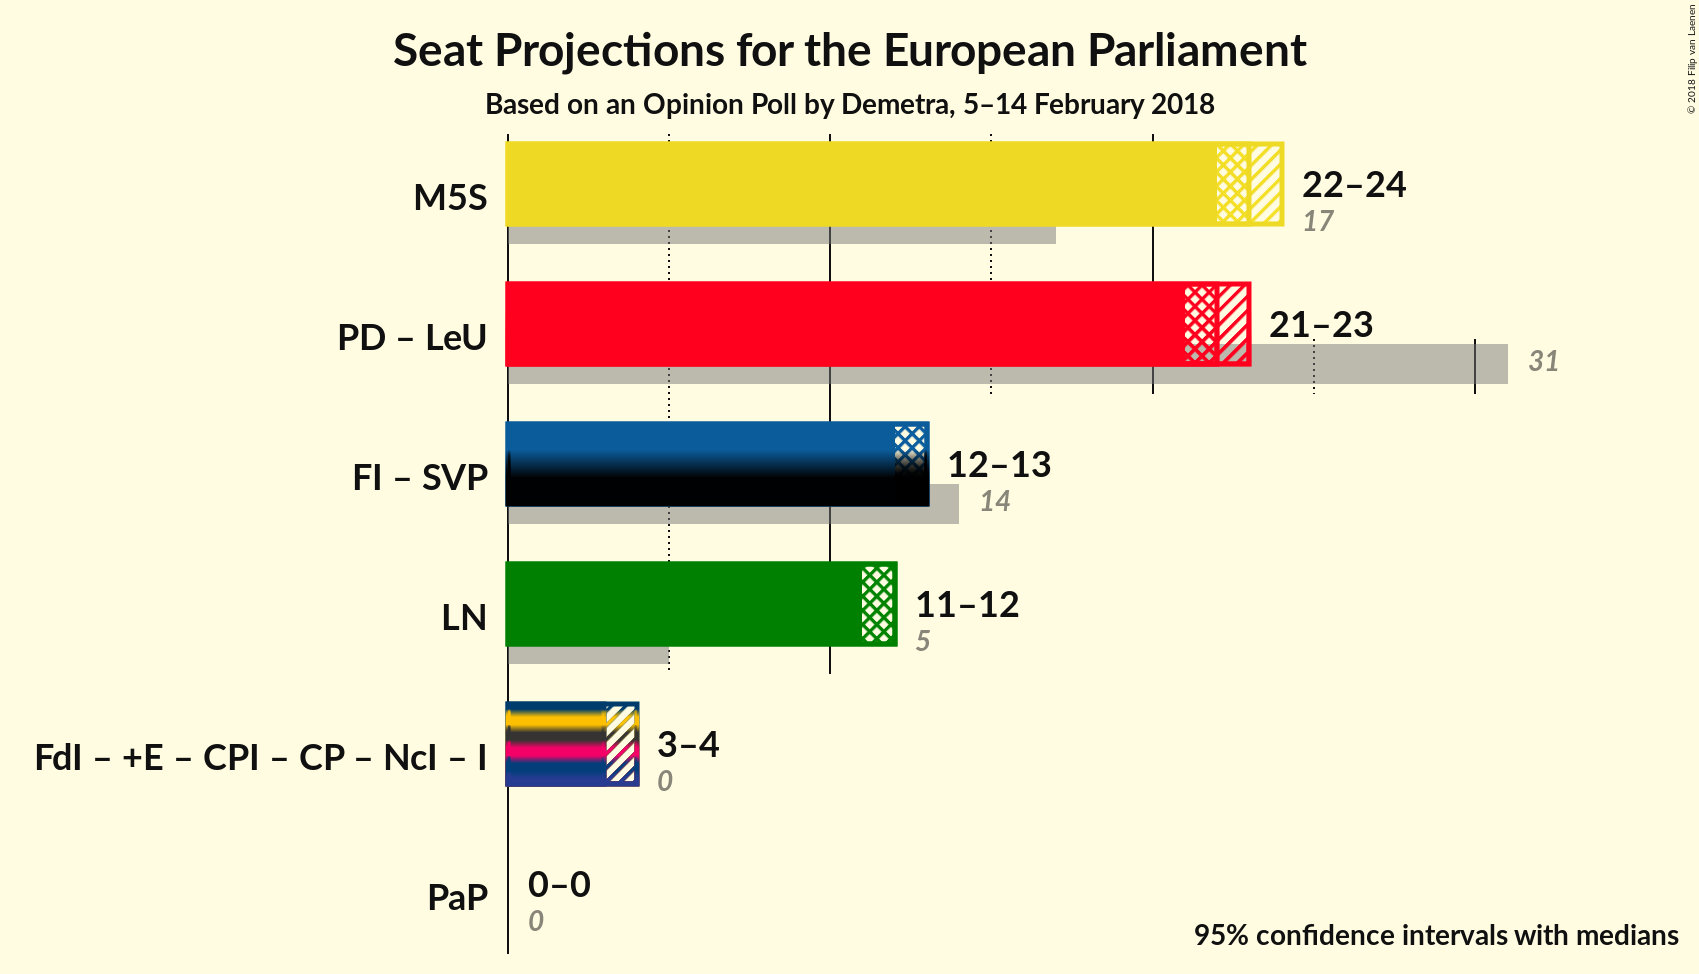 Seat Projections for the European Parliament
Based on an Opinion Poll by Demetra, 5–14 February 2018
© 2018 Filip van Laenen
M5S
22–24
17
PD – LeU
21–23
31
FI – SVP
12–13
14
LN
11–12
5
FdI – +E – CPI – CP – NcI – I
3–4
0
PaP
0–0
0
95% confidence intervals with medians